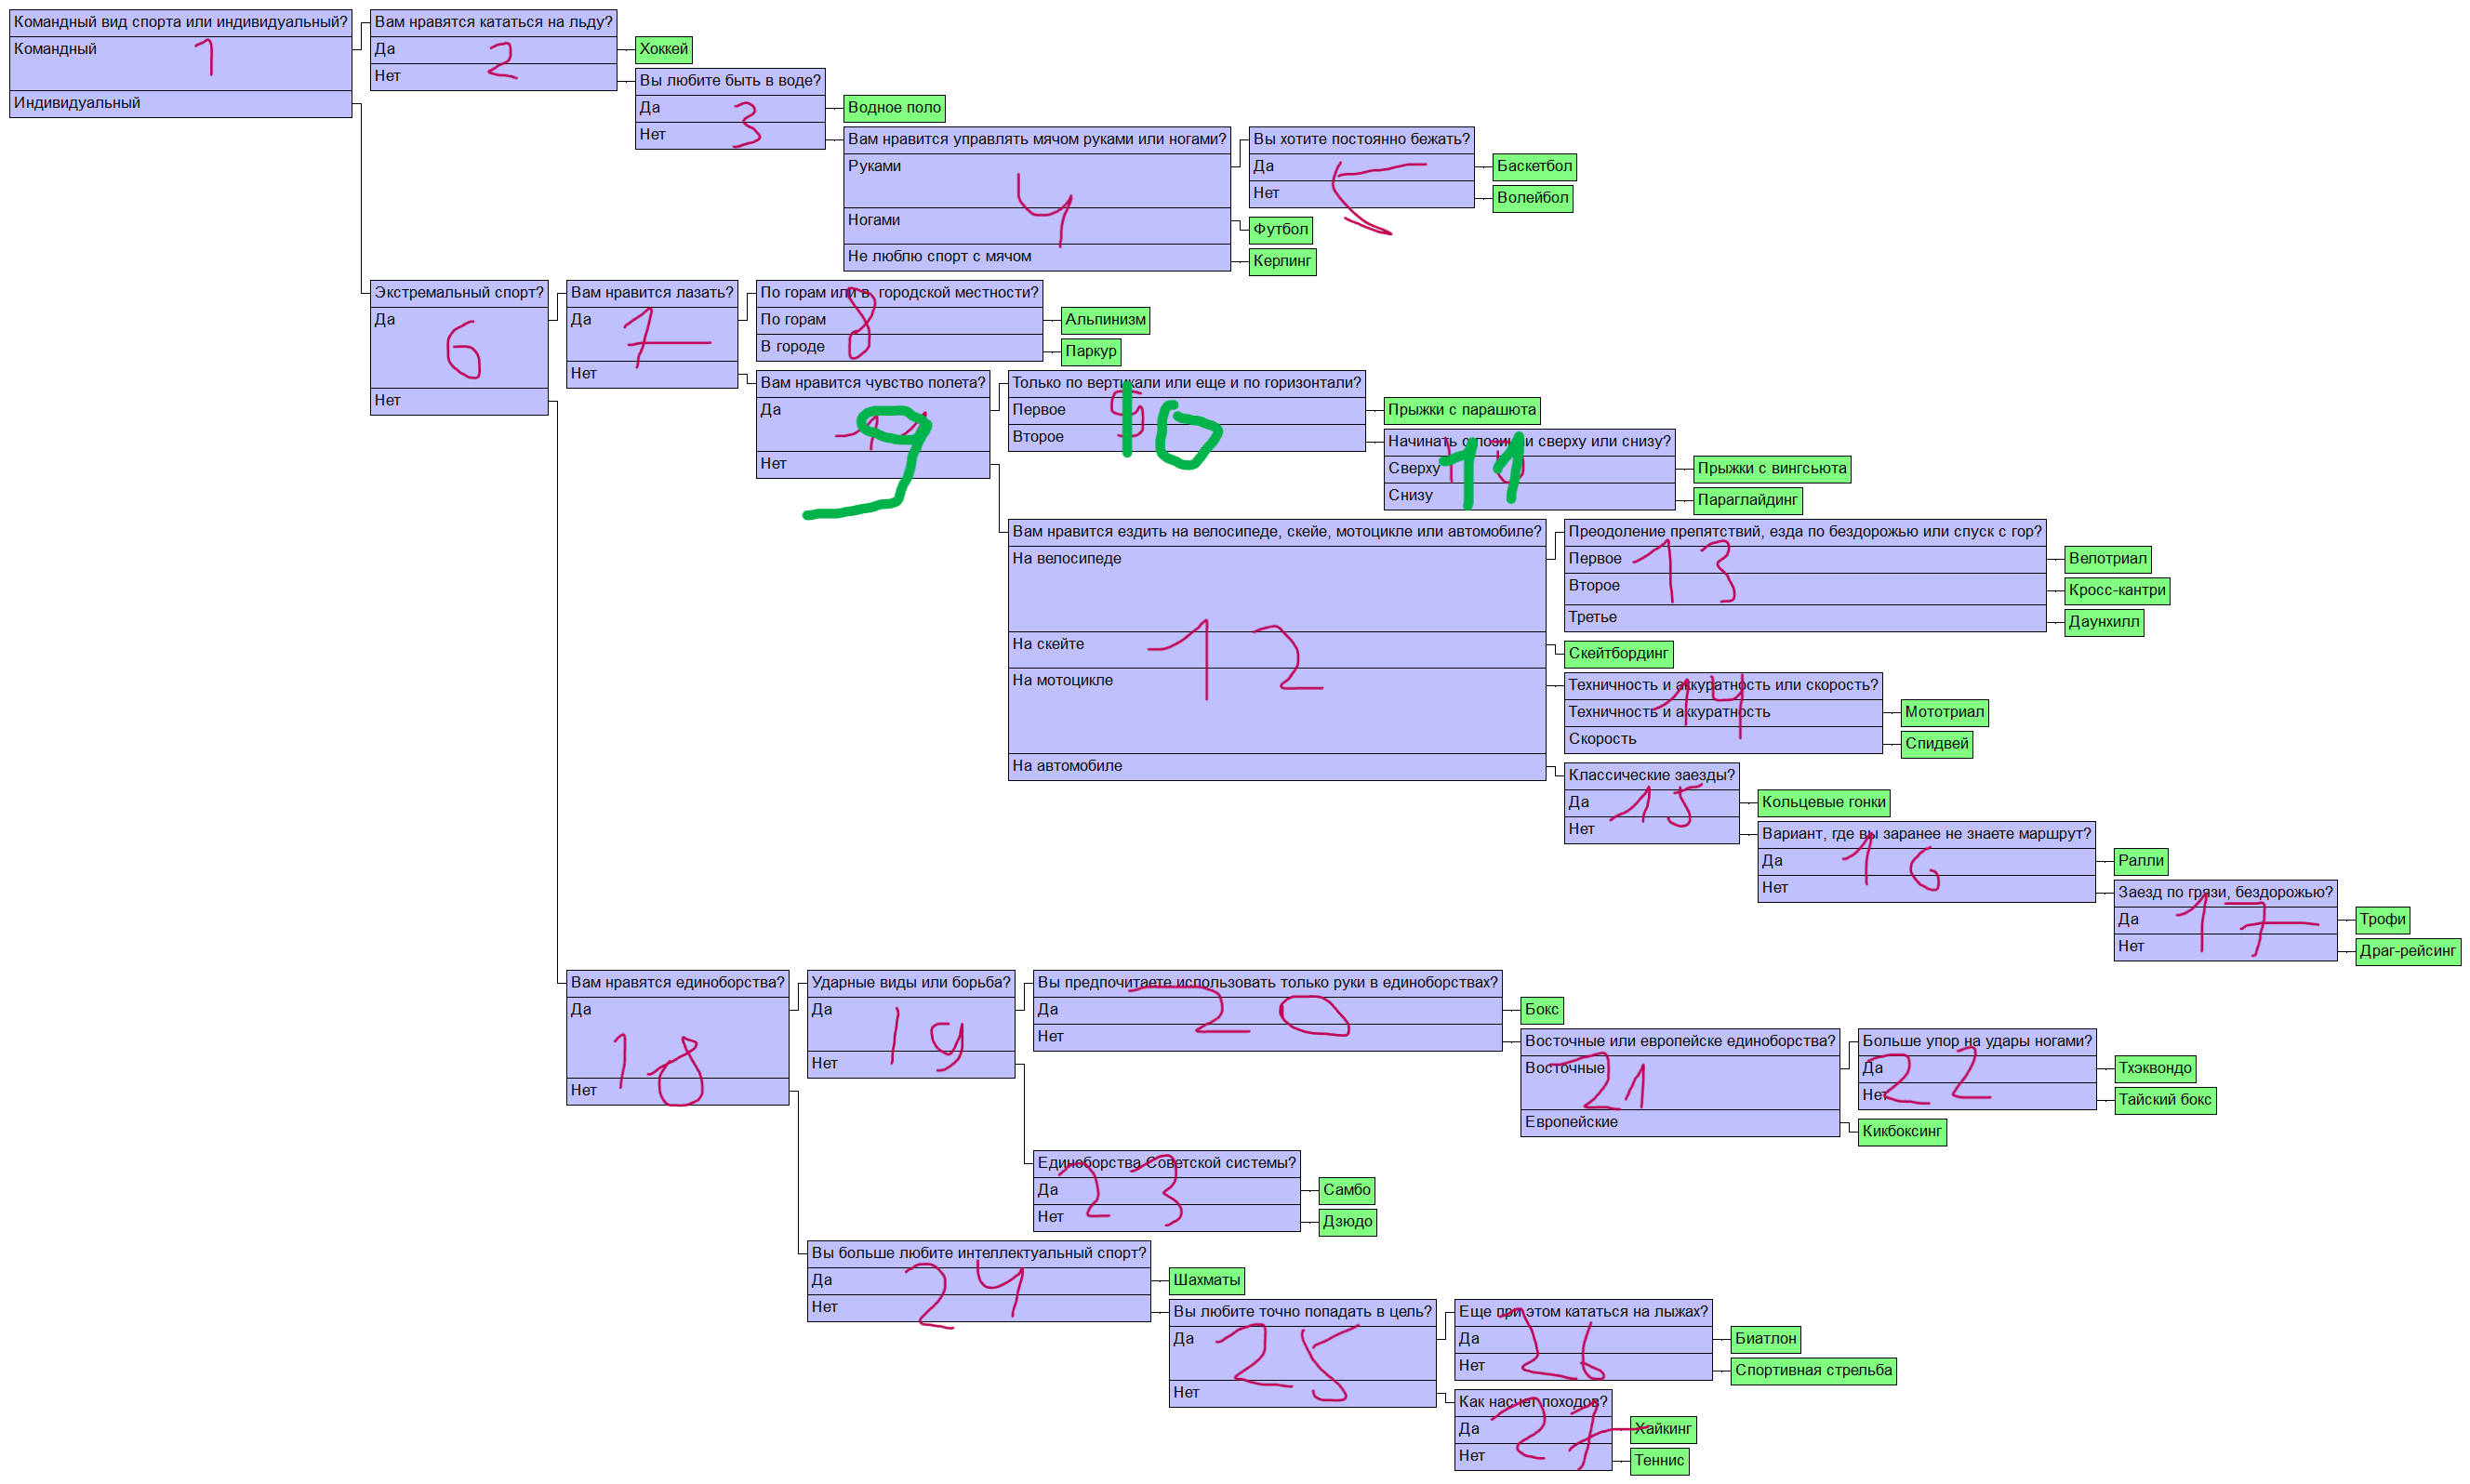 Командный вид спорта или индивидуальный?
Командный
1
Индивидуальный
Вам нравятся кататься на льду?
Да
2
Нет
Хоккей
Вы любите быть в воде?
Да
3
Нет
Водное поло
Вам нравится управлять мячом руками или ногами?
Руками
4
Ногами
Не люблю спорт с мячом
Вы хотите постоянно бежать?
Да
5
Нет
Баскетбол
Волейбол
Футбол
Керлинг
Экстремальный спорт?
Да
6
Нет
Вам нравится лазать?
Да
7
Нет
По горам или в городской местности?
По горам
8
В городе
Альпинизм
Паркур
Вам нравится чувство полета?
Да
9
Нет
Только по вертикали или еще и по горизонтали?
Первое
10
Второе
Прыжки с парашюта
Начинать с позиции сверху или снизу?
Сверху
11
Снизу
Прыжки с вингсьюта
Параглайдинг
Вам нравится ездить на велосипеде, скейе, мотоцикле или автомобиле?
На велосипеде
12
На скейте
На мотоцикле
На автомобиле
Преодоление препятствий, езда по бездорожью или спуск с гор?
Первое
13
Второе
Третье
Велотриал
Кросс-кантри
Даунхилл
Скейтбординг
Техничность и аккуратность или скорость?
14
Техничность и аккуратность
Скорость
Мототриал
Спидвей
Классические заезды?
Да
15
Нет
Кольцевые гонки
Вариант, где вы заранее не знаете маршрут?
Да
16
Нет
Ралли
Заезд по грязи, бездорожью?
Да
17
Нет
Трофи
Драг-рейсинг
Вам нравятся единоборства?
Да
18
Нет
Ударные виды или борьба?
Да
19
Нет
Вы предпочитаете использовать только руки в единоборствах?
Да
20
Нет
Бокс
Восточные или европейске единоборства?
Восточные
21
Европейские
Больше упор на удары ногами?
Да
22
Нет
Тхэквондо
Тайский бокс
Кикбоксинг
Единоборства Советской системы?
Да
23
Нет
Самбо
Дзюдо
Вы больше любите интеллектуальный спорт?
Да
24
Нет
Шахматы
Вы любите точно попадать в цель?
Да
25
Нет
Еще при этом кататься на лыжах?
Да
26
Нет
Биатлон
Спортивная стрельба
Как насчет походов?
Да
27
Нет
Хайкинг
Теннис